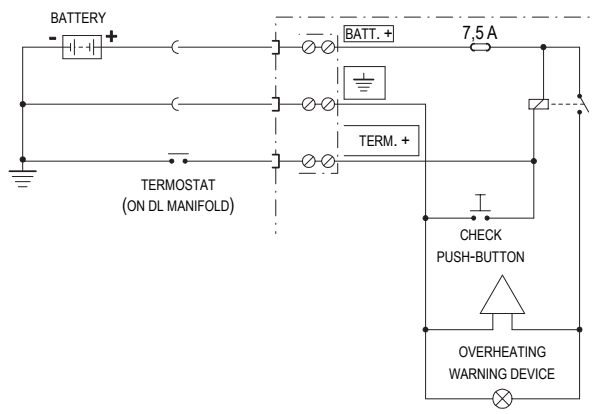 BATTERY
- +
BATT. +
7,5 A
TERM. +
TERMOSTAT
(ON DL MANIFOLD)
CHECK
PUSH-BUTTON
OVERHEATING
WARNING DEVICE